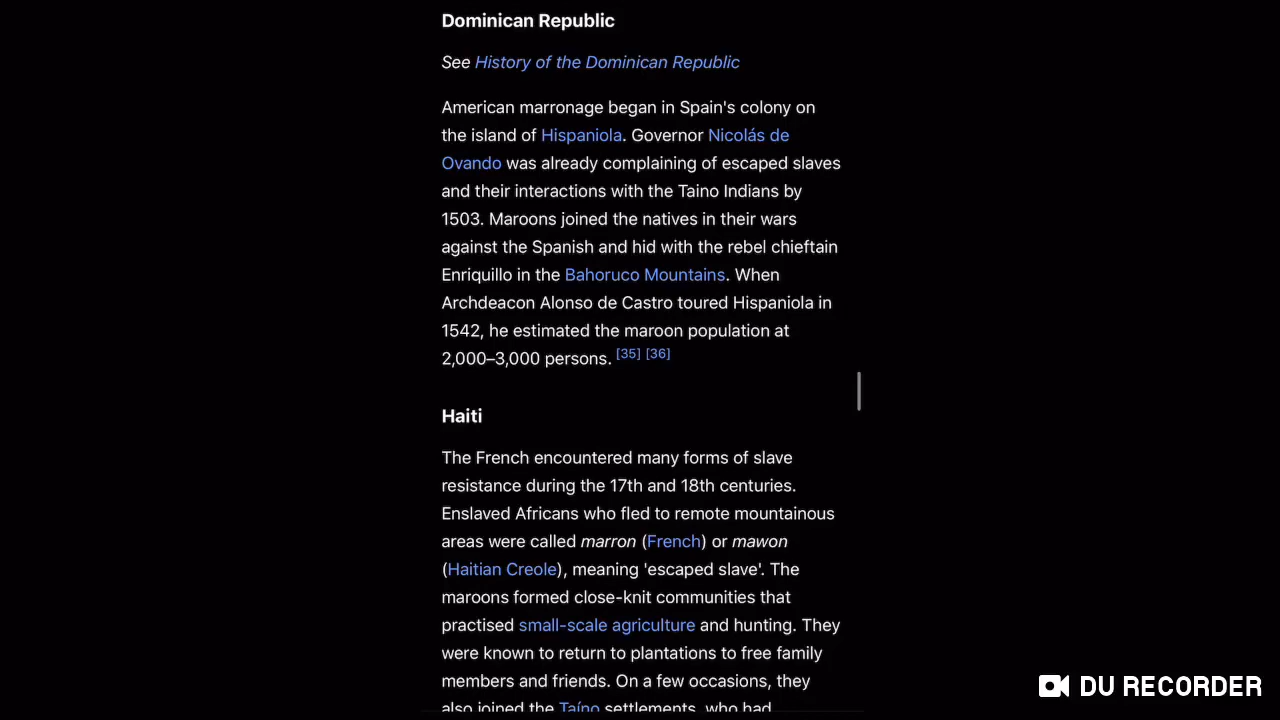 Dominican Republic
See History of the Dominican Republic
American marronage began in Spain's colony on
the island of Hispaniola. Governor Nicolás de
Ovando was already complaining of escaped slaves
and their interactions with the Taino Indians by
1503. Maroons joined the natives in their wars
against the Spanish and hid with the rebel chieftain
Enriquillo in the Bahoruco Mountains. When
Archdeacon Alonso de Castro toured Hispaniola in
1542, he estimated the maroon population at
2,000–3,000 persons. [35] [36]
Haiti
The French encountered many forms of slave
resistance during the 17th and 18th centuries.
Enslaved Africans who fled to remote mountainous
areas were called marron (French) or mawon
(Haitian Creole), meaning 'escaped slave'. The
maroons formed close-knit communities that
practised small-scale agriculture and hunting. They
were known to return to plantations to free family
members and friends. On a few occasions, they
also joined the Taíno settlements, who had
DU RECORDER